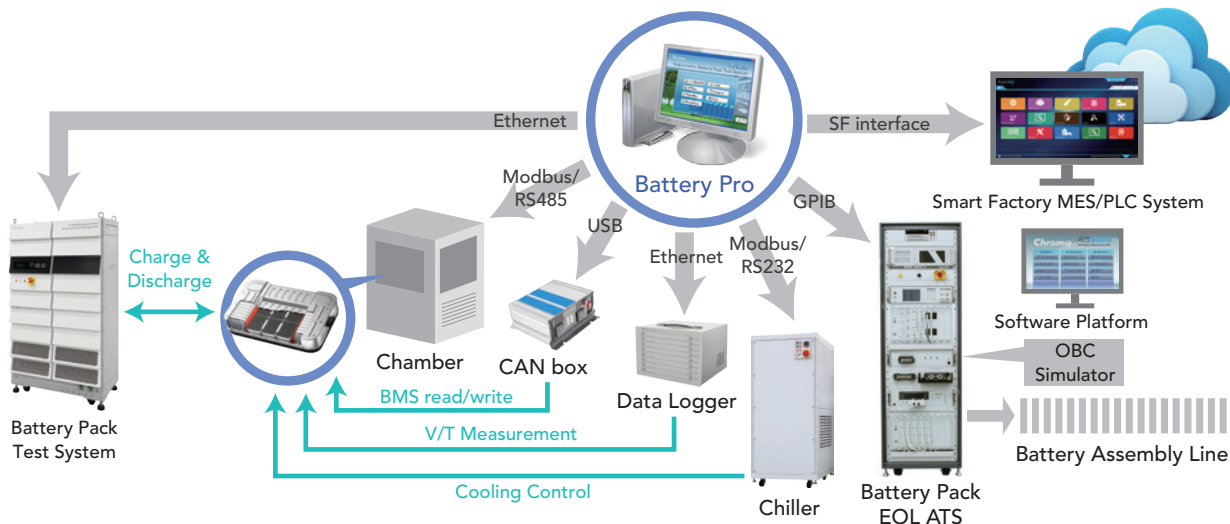 Ethernet
SF interface
Modbus/
RS485
Battery Pro
USB
GPIB
Ethernet
Modbus/
RS232
Smart Factory MES/PLC System
Charge &
Discharge
Chroma
Software Platform
OBC
Simulator
Chamber
CAN box
BMS read/write
Data Logger
V/T Measurement
Battery Pack
Test System
Battery Assembly Line
Cooling Control
Chiller
Battery Pack
EOL ATS